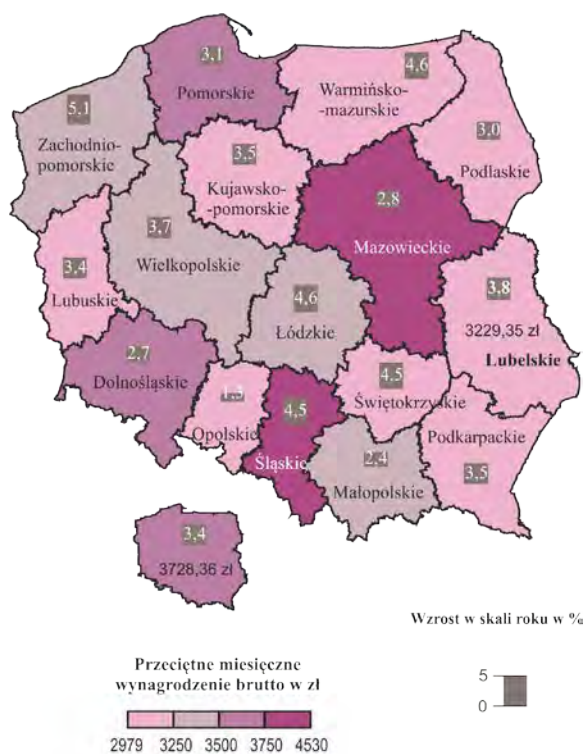 3,1
Pomorskie
4,6
Warmińsko-
-mazurskie
5,1
Zachodnio-
pomorskie
3,0
Podlaskie
3,5
Kujawsko-
-pomorskie
2,8
Mazowieckie
3,7
Wielkopolskie
3,4
Lubuskie
4,6
Łódzkie
3,8
3229,35 zł
Lubelskie
2,7
Dolnośląskie
1,3
Opolskie
4,5
Śląskie
4,5
Świętokrzyskie
2,4
Małopolskie
Podkarpackie
3,5
3,4
3728,36 zł
Wzrost w skali roku w %
5
0
Przeciętne miesięczne
wynagrodzenie brutto w zł
2979 3250 3500 3750 4530